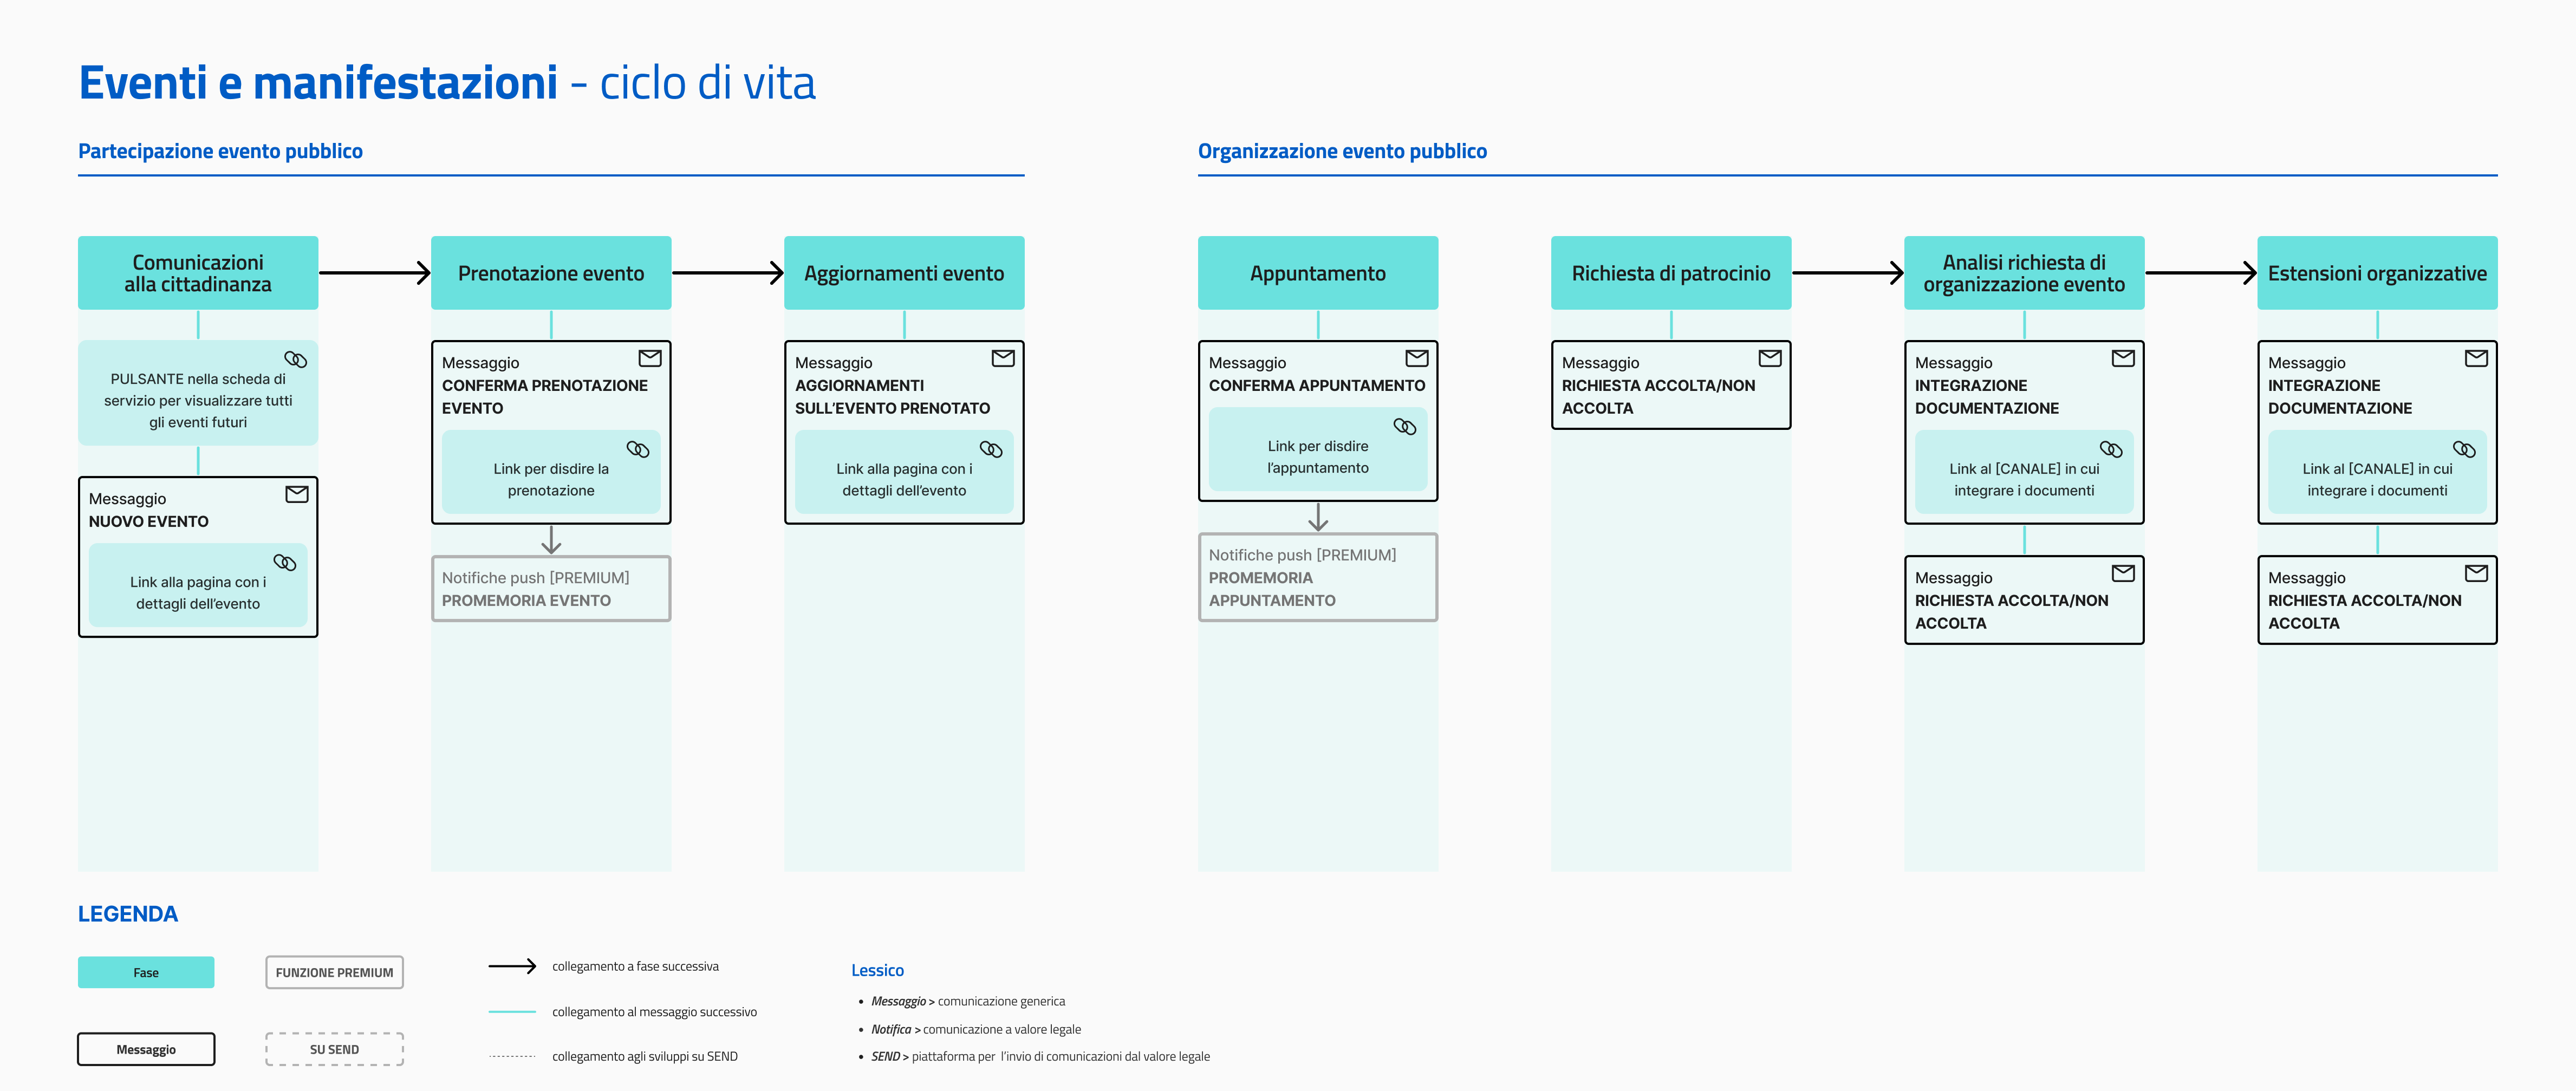 Eventi e manifestazioni - ciclo di vita
Partecipazione evento pubblico
Comunicazioni
alla cittadinanza
PULSANTE nella scheda di
servizio per visualizzare tutti
gli eventi futuri
Messaggio
NUOVO EVENTO
Link alla pagina con i
dettagli dell’evento
Prenotazione evento
Messaggio
CONFERMA PRENOTAZIONE
EVENTO
Link per disdire la
prenotazione
Notifiche push [PREMIUM]
PROMEMORIA EVENTO
Aggiornamenti evento
Messaggio
AGGIORNAMENTI
SULL’EVENTO PRENOTATO
Link alla pagina con i
dettagli dell’evento
Organizzazione evento pubblico
Appuntamento
Messaggio
CONFERMA APPUNTAMENTO
Link per disdire
l’appuntamento
Notifiche push [PREMIUM]
PROMEMORIA
APPUNTAMENTO
Richiesta di patrocinio
Messaggio
RICHIESTA ACCOLTA/NON
ACCOLTA
Analisi richiesta di
organizzazione evento
Messaggio
INTEGRAZIONE
DOCUMENTAZIONE
Link al [CANALE] in cui
integrare i documenti
Messaggio
RICHIESTA ACCOLTA/NON
ACCOLTA
Estensioni organizzative
Messaggio
INTEGRAZIONE
DOCUMENTAZIONE
Link al [CANALE] in cui
integrare i documenti
Messaggio
RICHIESTA ACCOLTA/NON
ACCOLTA
LEGENDA
Fase
Messaggio
FUNZIONE PREMIUM
SU SEND
collegamento a fase successiva
collegamento al messaggio successivo
collegamento agli sviluppi su SEND
Lessico
• Messaggio > comunicazione generica
• Notifica > comunicazione a valore legale
• SEND > piattaforma per l’invio di comunicazioni dal valore legale